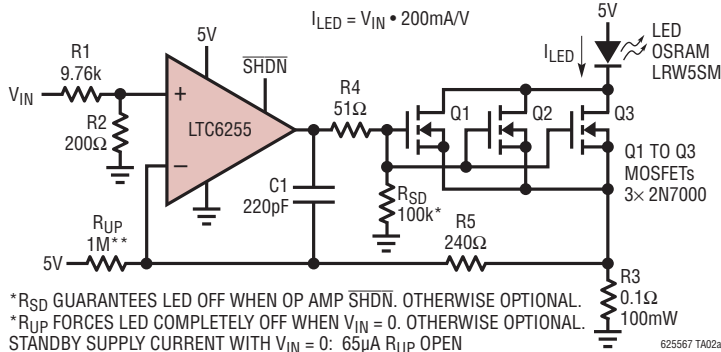 I_LED = V_IN • 200mA/V
5V
LED
OSRAM
LRW5SM
I_LED
R1
9.76k
V_IN
R2
200Ω
5V
SHDN
+
−
LTC6255
R4
51Ω
Q1
Q2
Q3
C1
220pF
R_SD
100k*
Q1 TO Q3
MOSFETs
3× 2N7000
R_UP
1M**
5V
R5
240Ω
R3
0.1Ω
100mW
*R_SD GUARANTEES LED OFF WHEN OP AMP SHDN. OTHERWISE OPTIONAL.
*R_UP FORCES LED COMPLETELY OFF WHEN V_IN = 0. OTHERWISE OPTIONAL.
STANDBY SUPPLY CURRENT WITH V_IN = 0: 65µA R_UP OPEN
625567 TA02a